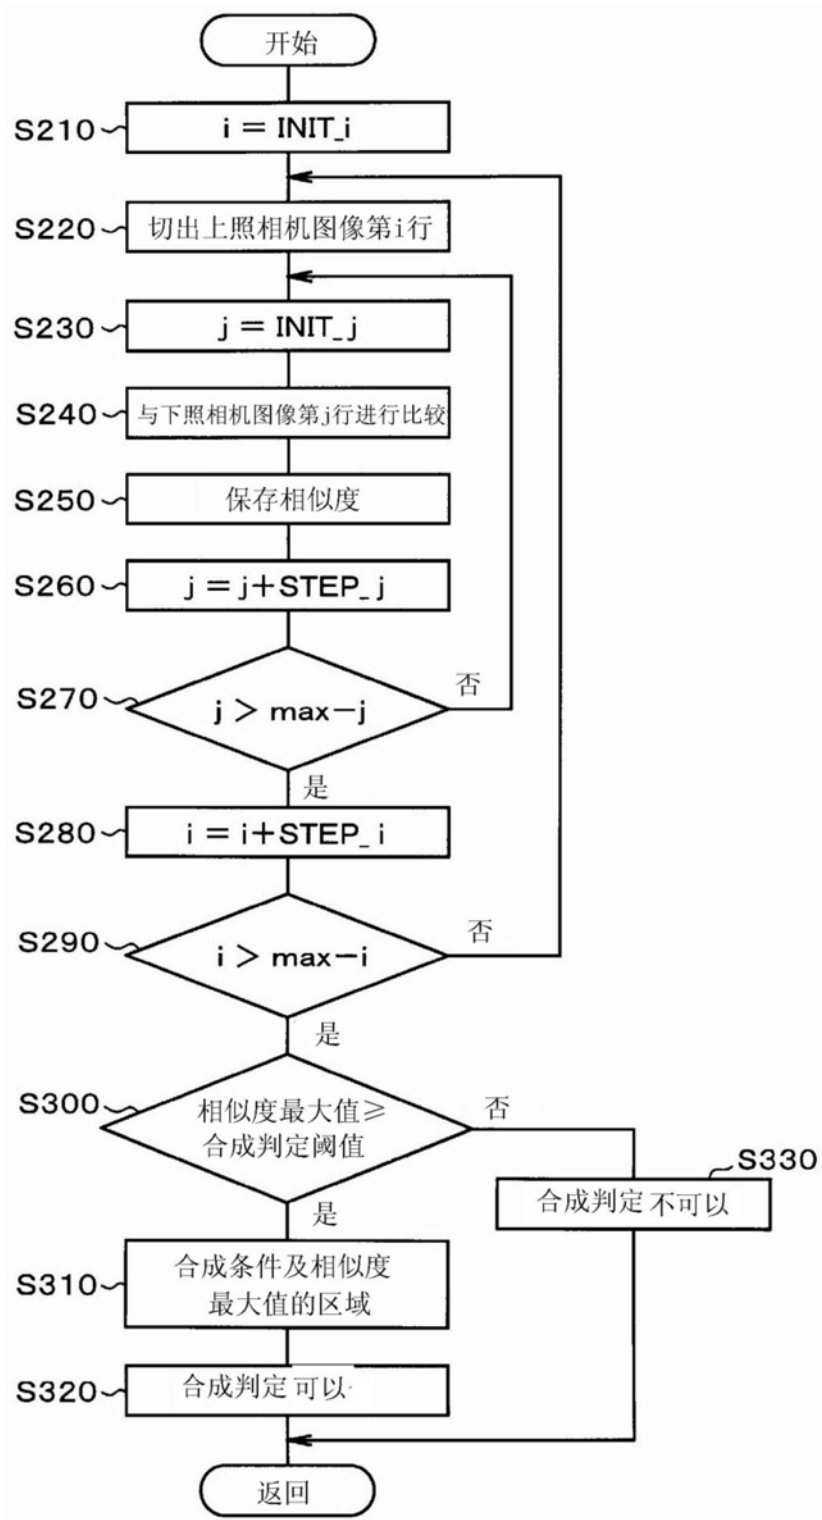 开始
S210
i = INIT_i
S220
切出上照相机图像第i行
S230
j = INIT_j
S240
与下照相机图像第j行进行比较
S250
保存相似度
S260
j = j+STEP_j
S270
j > max-j
否
是
S280
i = i+STEP_i
S290
i > max-i
否
是
S300
相似度最大值≥
合成判定阈值
否
是
S330
合成判定 不可以
S310
合成条件及相似度
最大值的区域
S320
合成判定 可以
返回